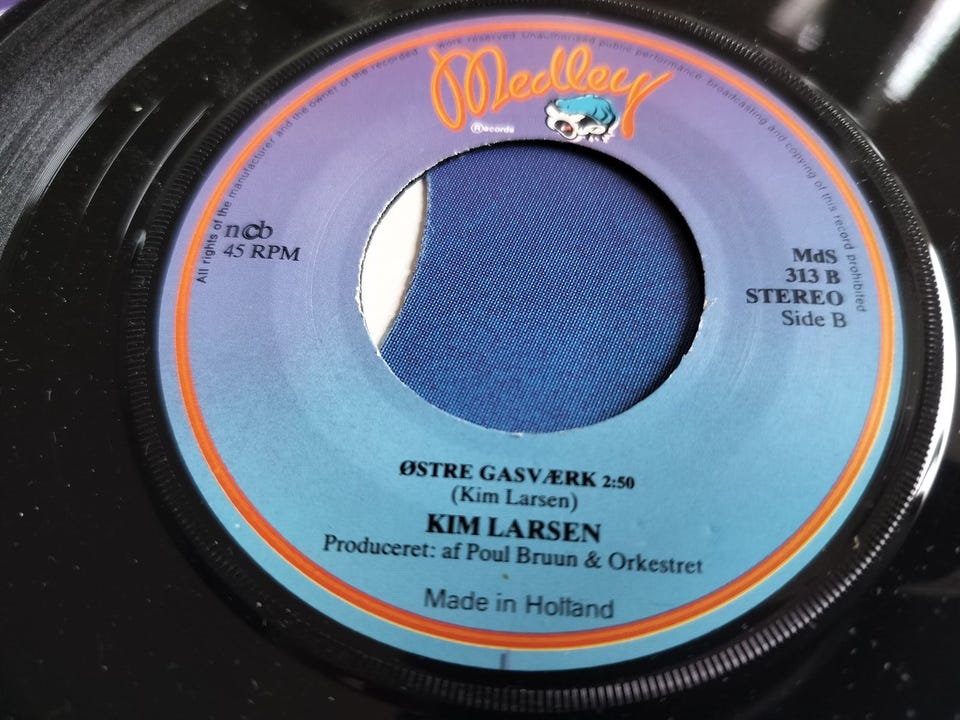 All rights of the manufacturer and the owner of the recorded work reserved Unauthorised public performance broadcasting and copying of this record prohibited
Medley
Records
ncb
45 RPM
MdS
313 B
STEREO
Side B
ØSTRE GASVÆRK 2:50
(Kim Larsen)
KIM LARSEN
Produceret: af Poul Bruun & Orkestret
Made in Holland